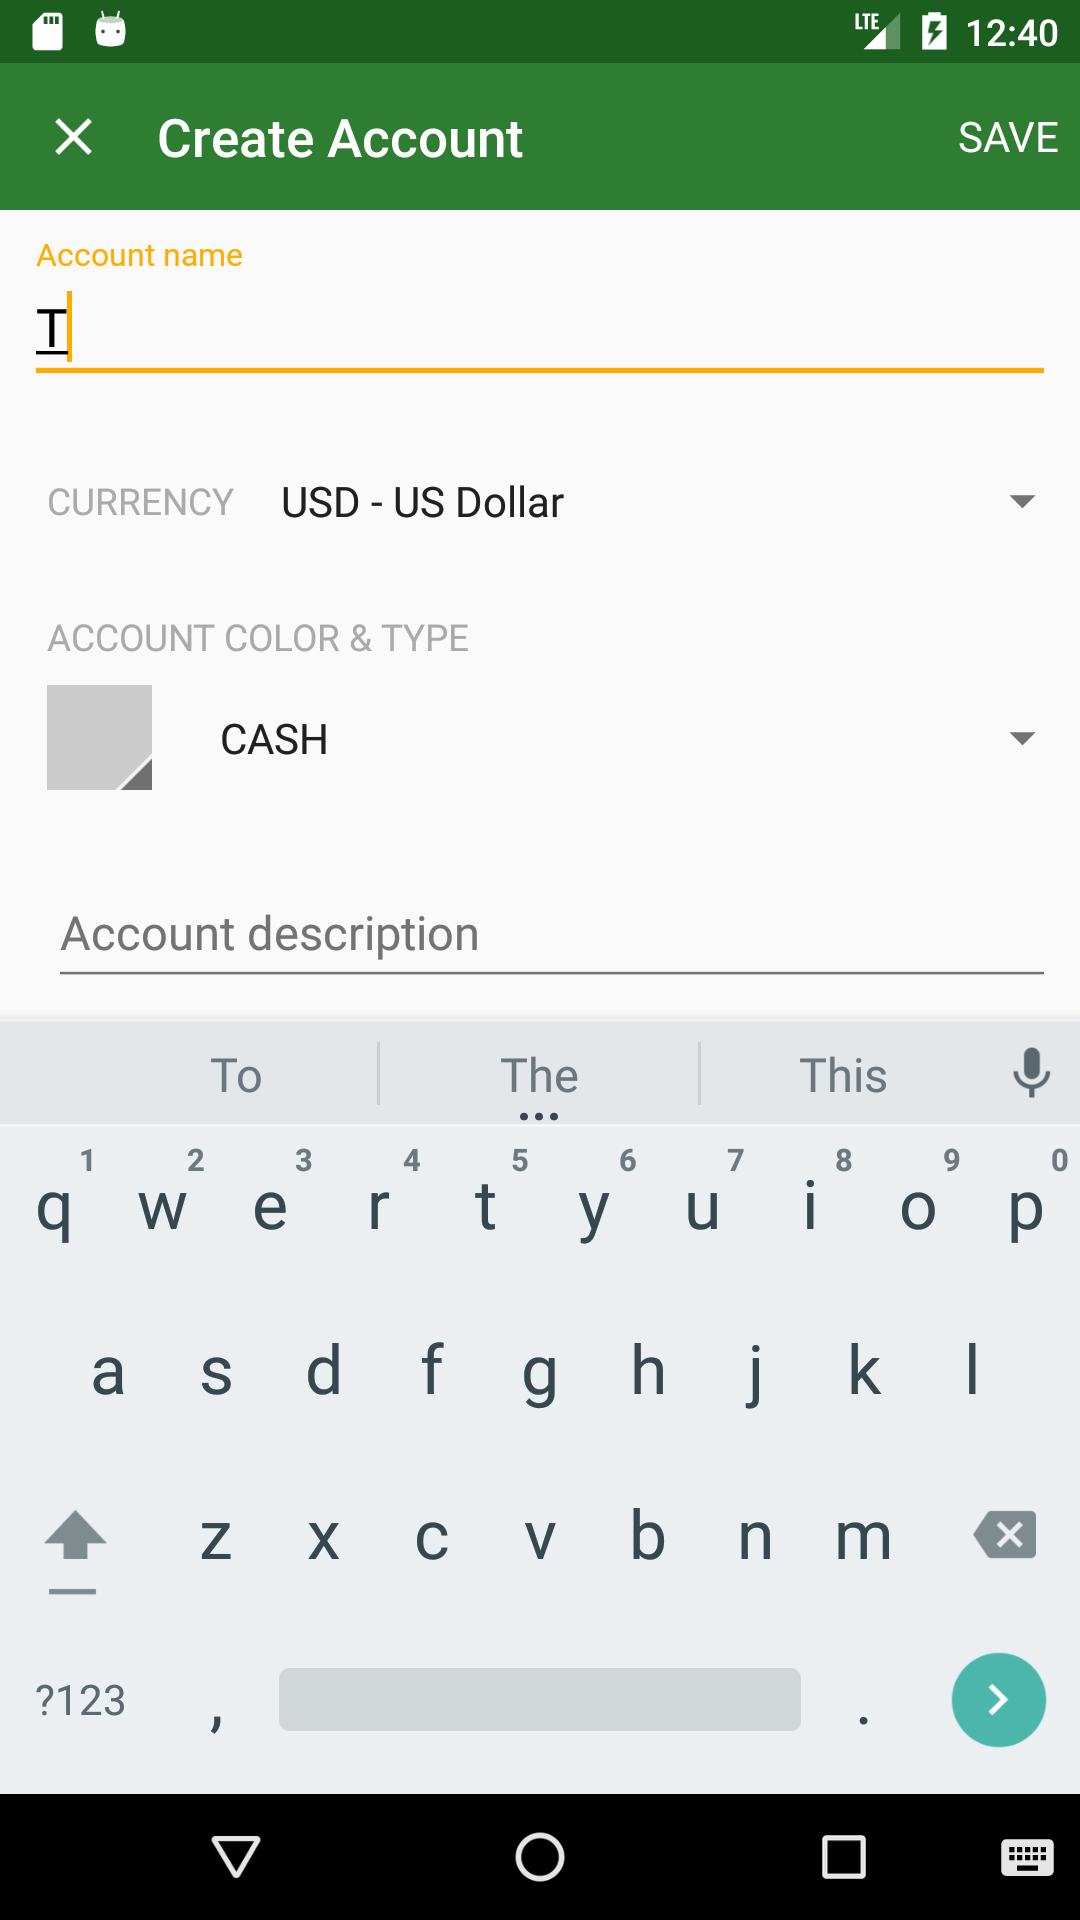 LTE 12:40
Create Account SAVE
Account name
T
CURRENCY USD - US Dollar
ACCOUNT COLOR & TYPE
CASH
Account description
To The This
1 2 3 4 5 6 7 8 9 0
q w e r t y u i o p
a s d f g h j k l
z x c v b n m
?123 , .